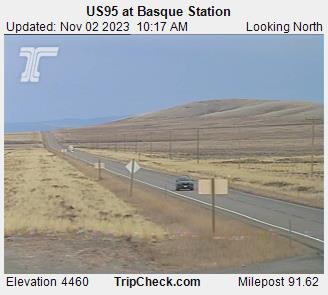 US95 at Basque Station
Updated: Nov 02 2023 10:17 AM Looking North
Elevation 4460 TripCheck.com Milepost 91.62